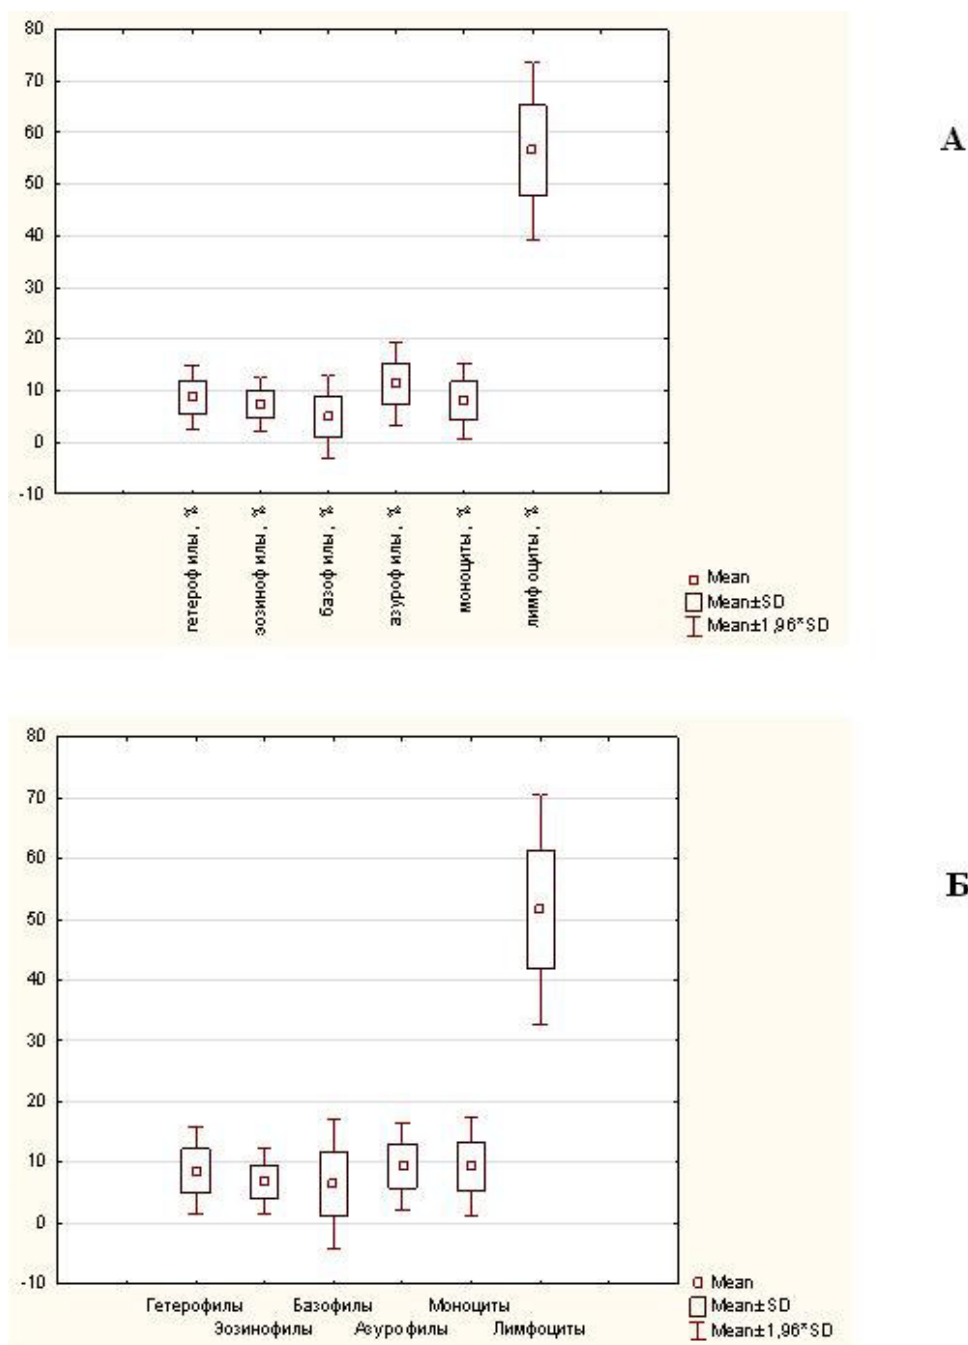 80
70
60
50
40
30
20
10
0
-10
гетерофилы, %
эозинофилы, %
базофилы, %
азурофилы, %
моноциты, %
лимфоциты, %
Mean
Mean±SD
Mean±1,96*SD
А
80
70
60
50
40
30
20
10
0
-10
Гетерофилы Базофилы Моноциты
Эозинофилы Азурофилы Лимфоциты
Mean
Mean±SD
Mean±1,96*SD
Б